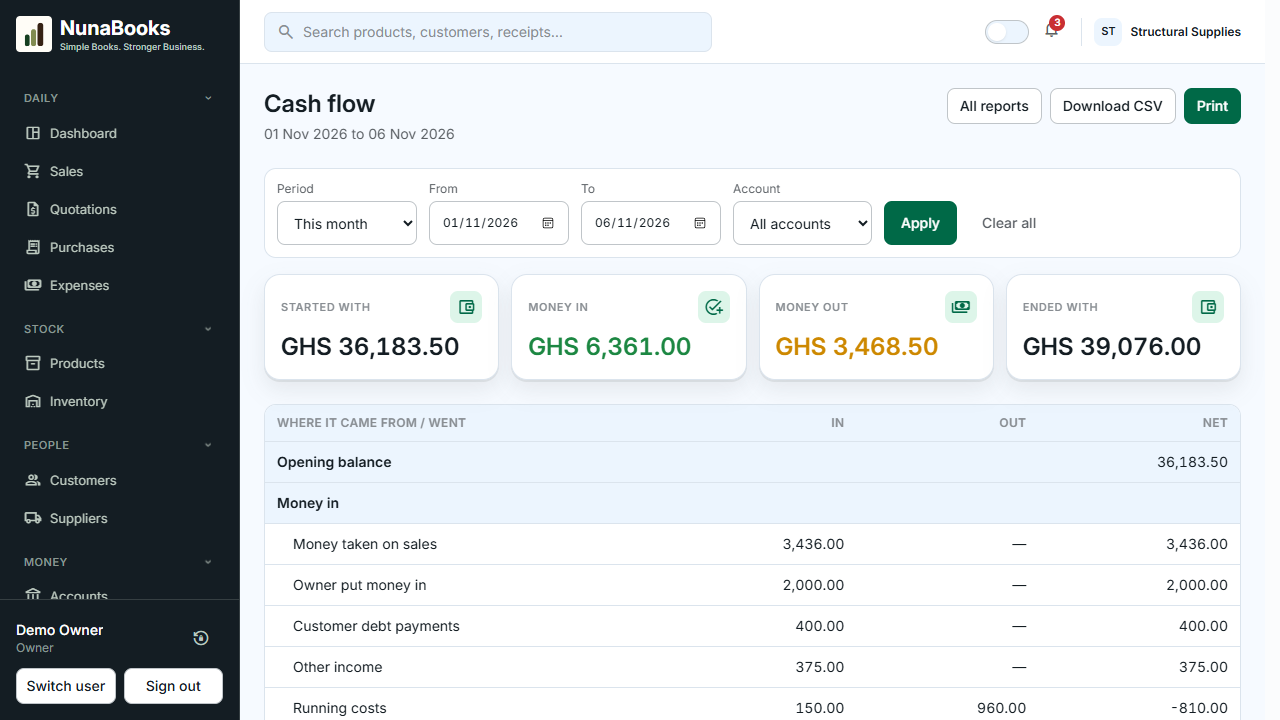 NunaBooks
Simple Books. Stronger Business.
DAILY
Dashboard
Sales
Quotations
Purchases
Expenses
STOCK
Products
Inventory
PEOPLE
Customers
Suppliers
MONEY
Accounts
Demo Owner
Owner
Switch user
Sign out
Search products, customers, receipts...
3
ST
Structural Supplies
Cash flow
01 Nov 2026 to 06 Nov 2026
All reports
Download CSV
Print
Period
From
To
Account
This month
01/11/2026
06/11/2026
All accounts
Apply
Clear all
STARTED WITH
GHS 36,183.50
MONEY IN
GHS 6,361.00
MONEY OUT
GHS 3,468.50
ENDED WITH
GHS 39,076.00
WHERE IT CAME FROM / WENT IN OUT NET
Opening balance 36,183.50
Money in
Money taken on sales 3,436.00 — 3,436.00
Owner put money in 2,000.00 — 2,000.00
Customer debt payments 400.00 — 400.00
Other income 375.00 — 375.00
Running costs 150.00 960.00 -810.00